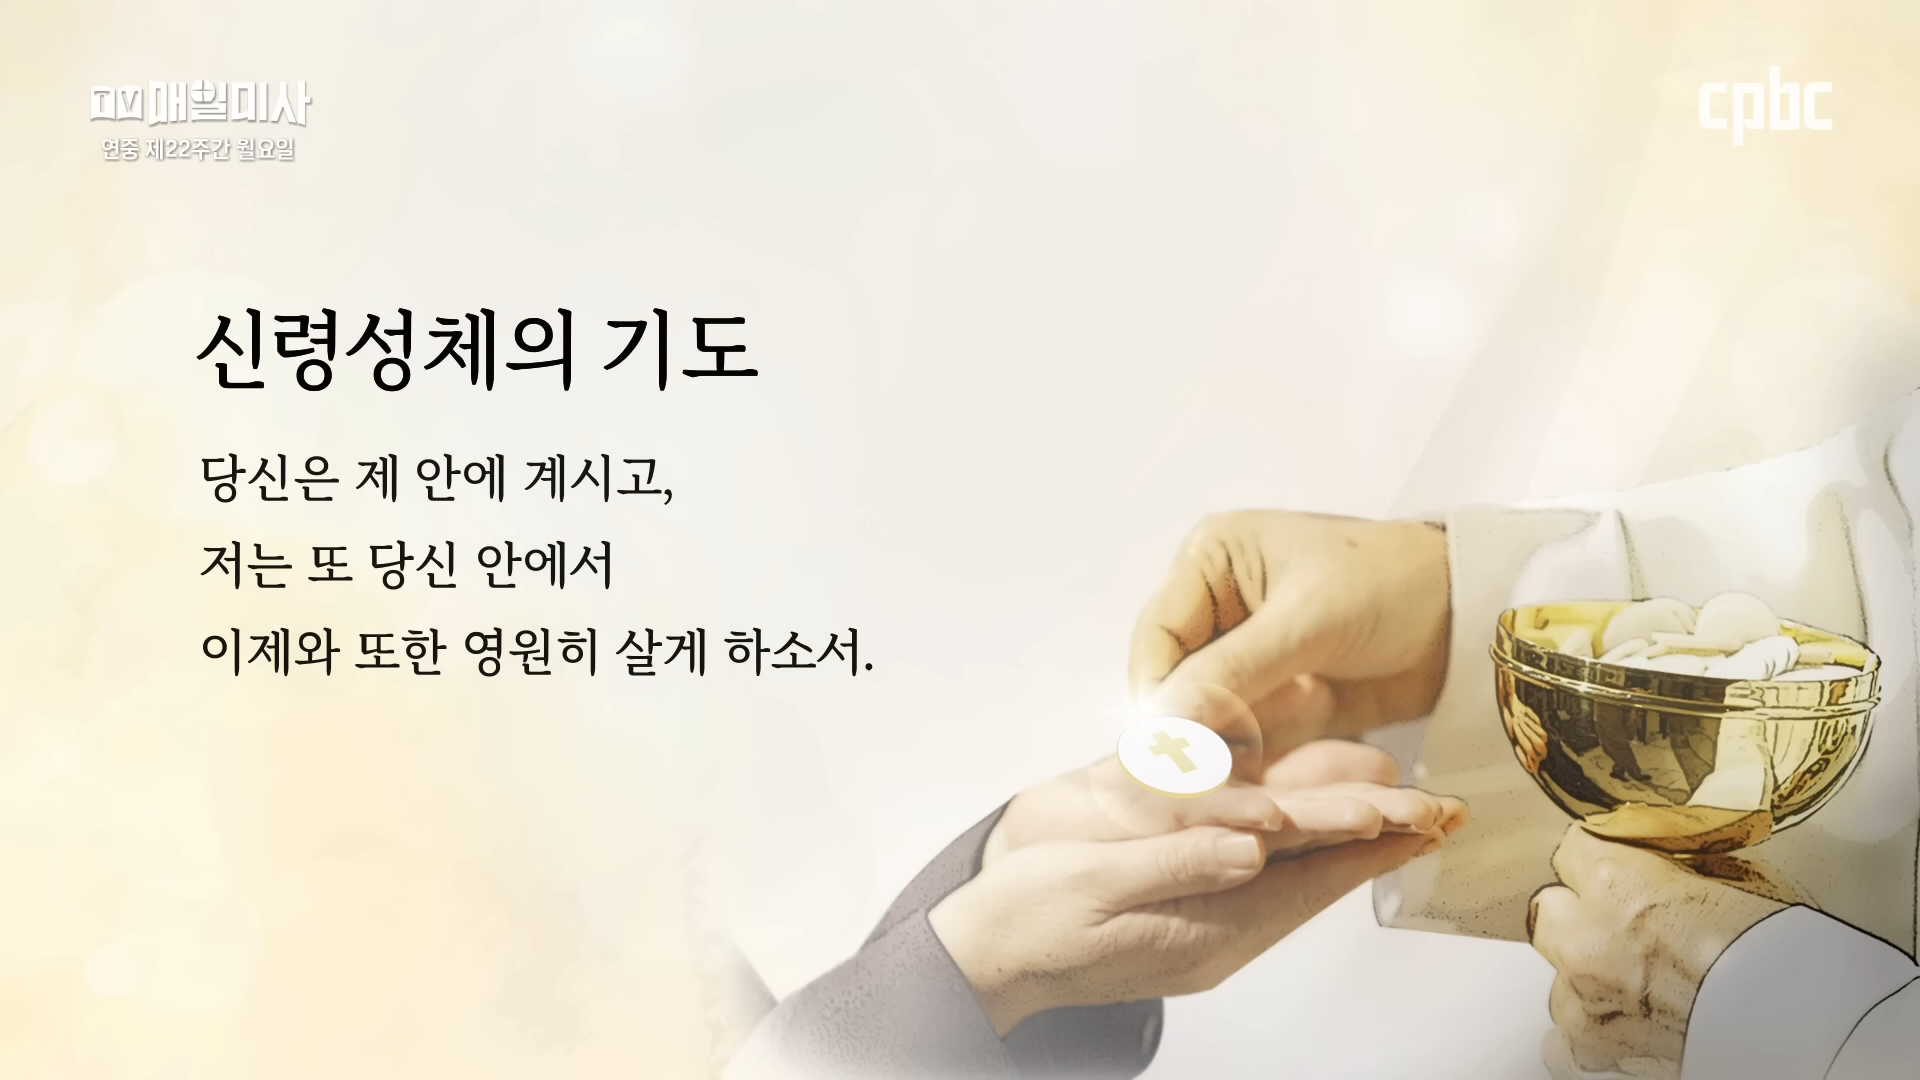 TV매일미사
연중 제22주간 월요일
cpbc
신령성체의 기도
당신은 제 안에 계시고,
저는 또 당신 안에서
이제와 또한 영원히 살게 하소서.